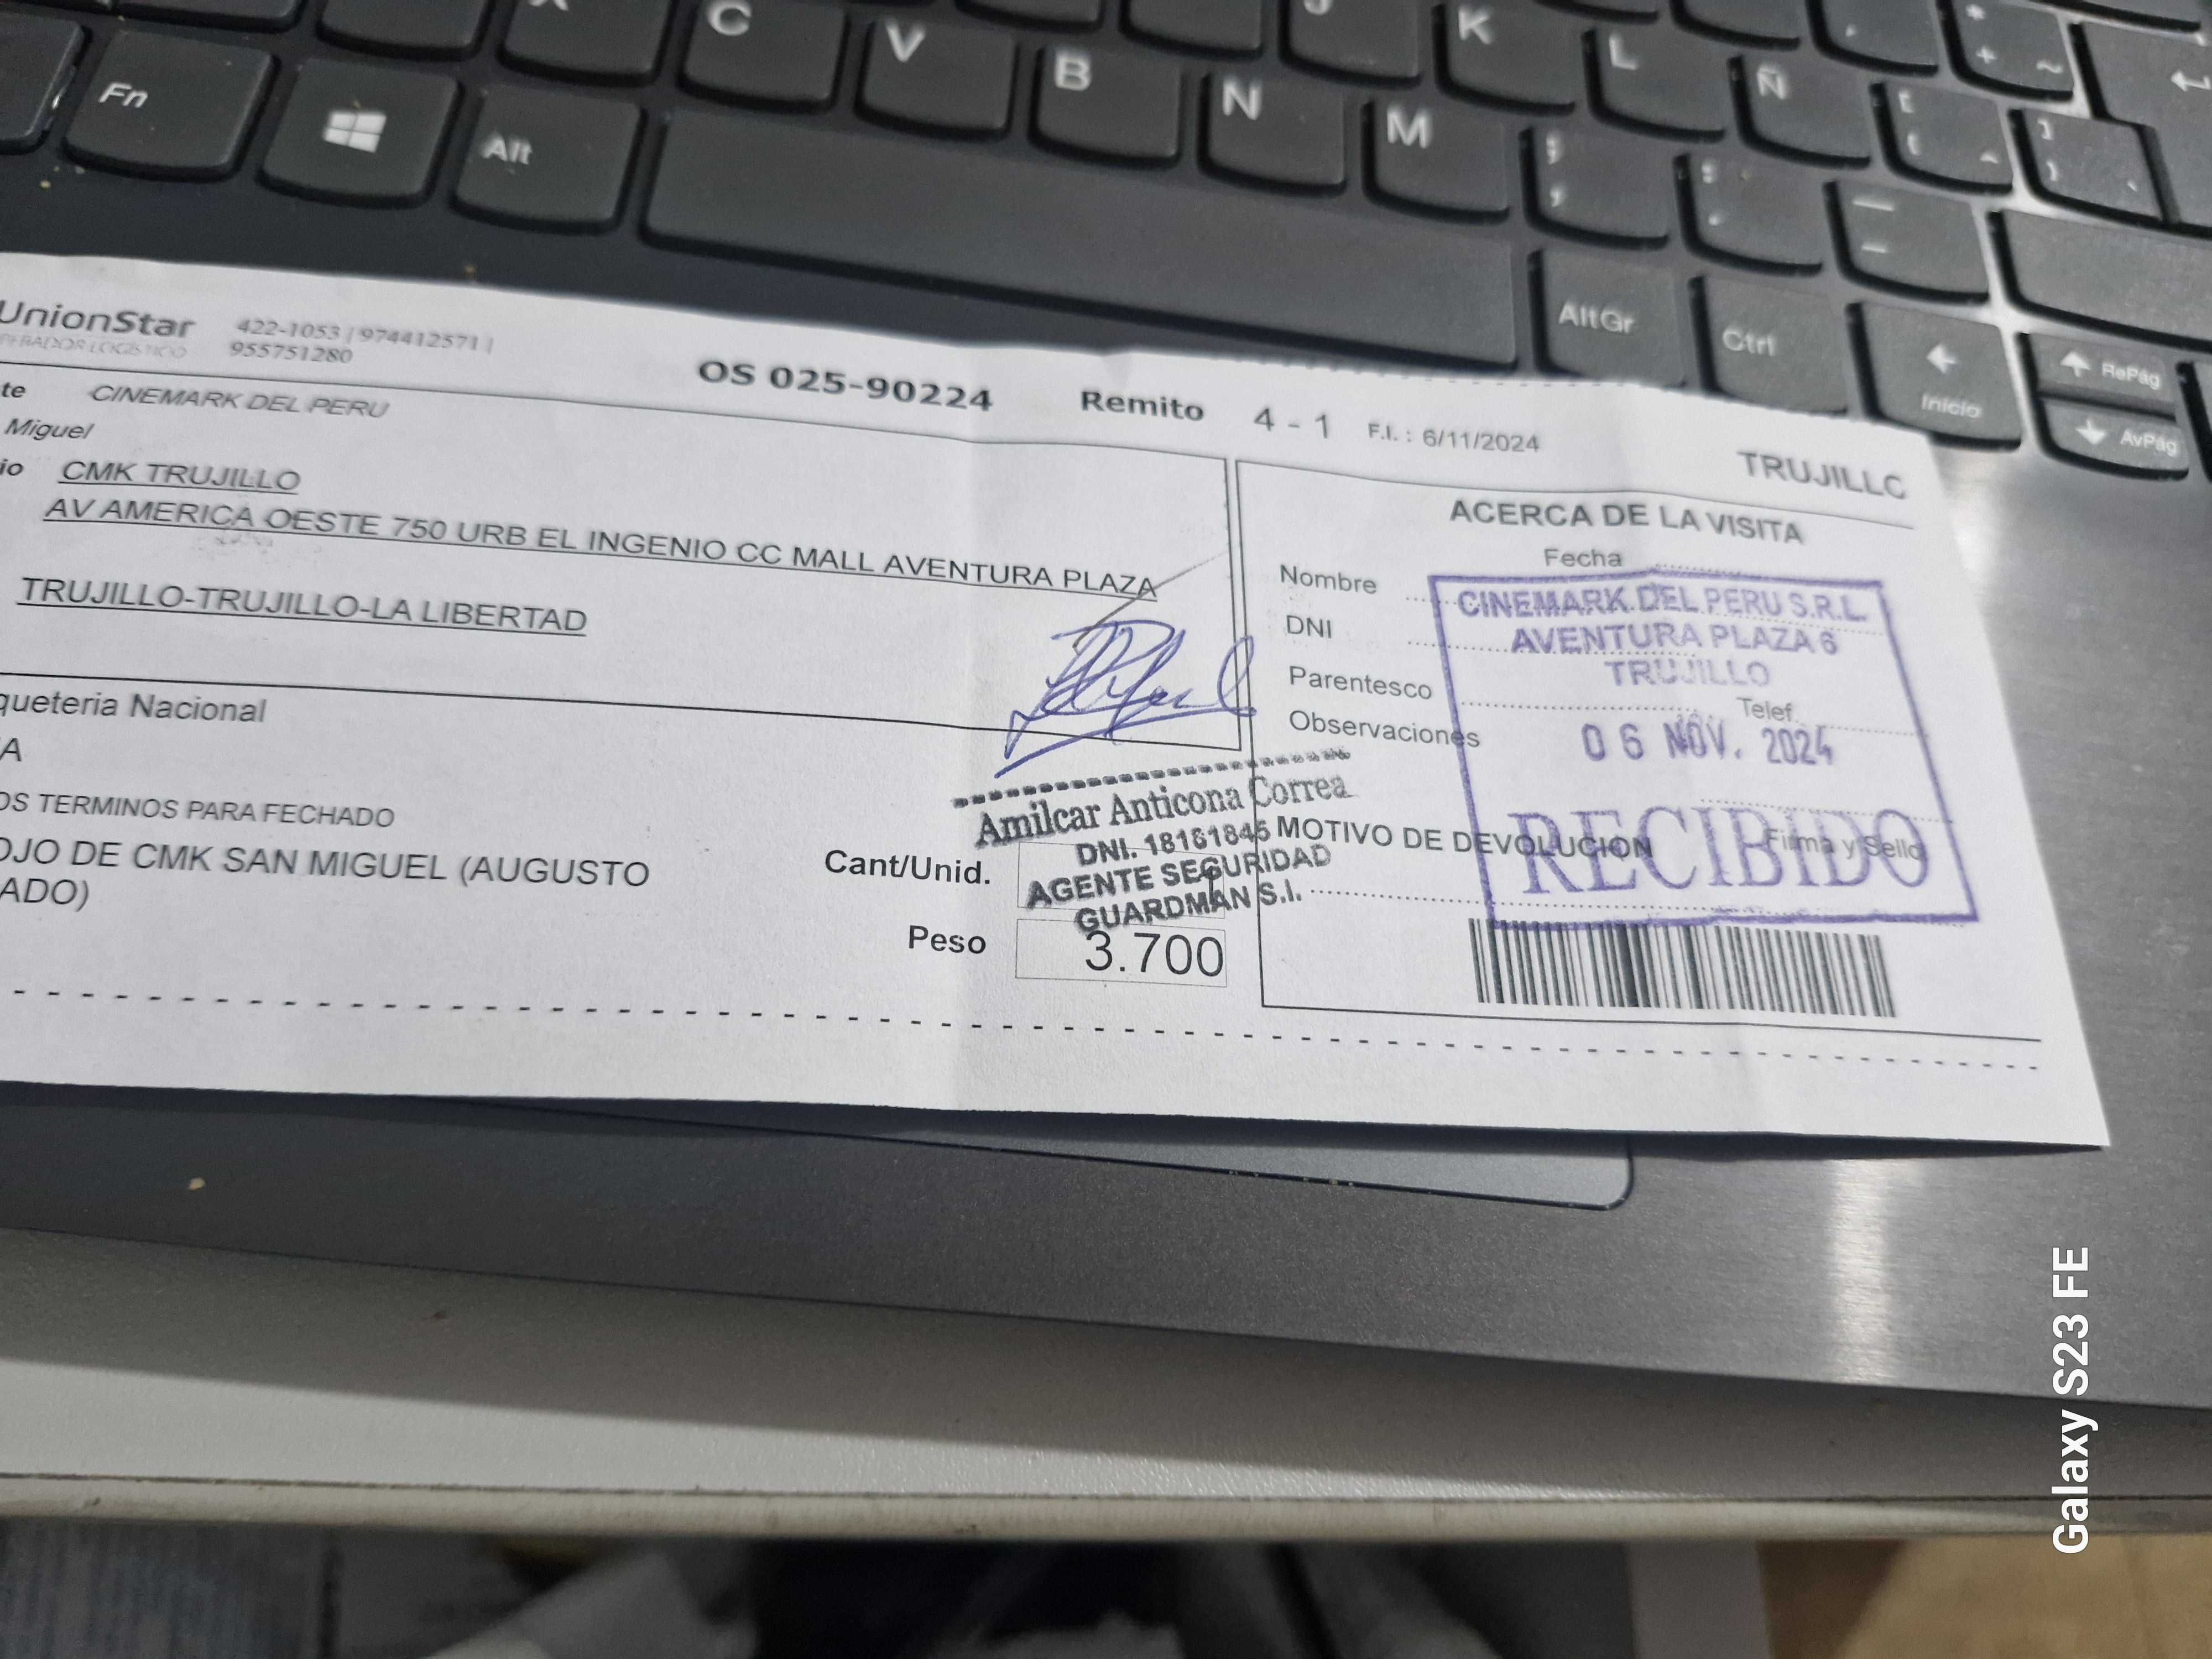 C V B N M J K L Ñ
Fn Alt
AltGr Ctrl
Inicio
RePág
AvPág
UnionStar
422-1053 | 974412571 |
955751280
OS 025-90224 Remito 4 - 1 F.I. : 6/11/2024
TRUJILLO
te CINEMARK DEL PERU
Miguel
io CMK TRUJILLO
AV AMERICA OESTE 750 URB EL INGENIO CC MALL AVENTURA PLAZA
TRUJILLO-TRUJILLO-LA LIBERTAD
queteria Nacional
A
OS TERMINOS PARA FECHADO
OJO DE CMK SAN MIGUEL (AUGUSTO
ADO)
Cant/Unid.
Peso 3.700
Amilcar Anticona Correa
DNI. 18161845
AGENTE SEGURIDAD
GUARDMAN S.I.
ACERCA DE LA VISITA
Fecha
Nombre
DNI
Parentesco
Telef.
Observaciones
Firma y Sello
MOTIVO DE DEVOLUCION
CINEMARK DEL PERU S.R.L.
AVENTURA PLAZA 6
TRUJILLO
06 NOV. 2024
RECIBIDO
Galaxy S23 FE